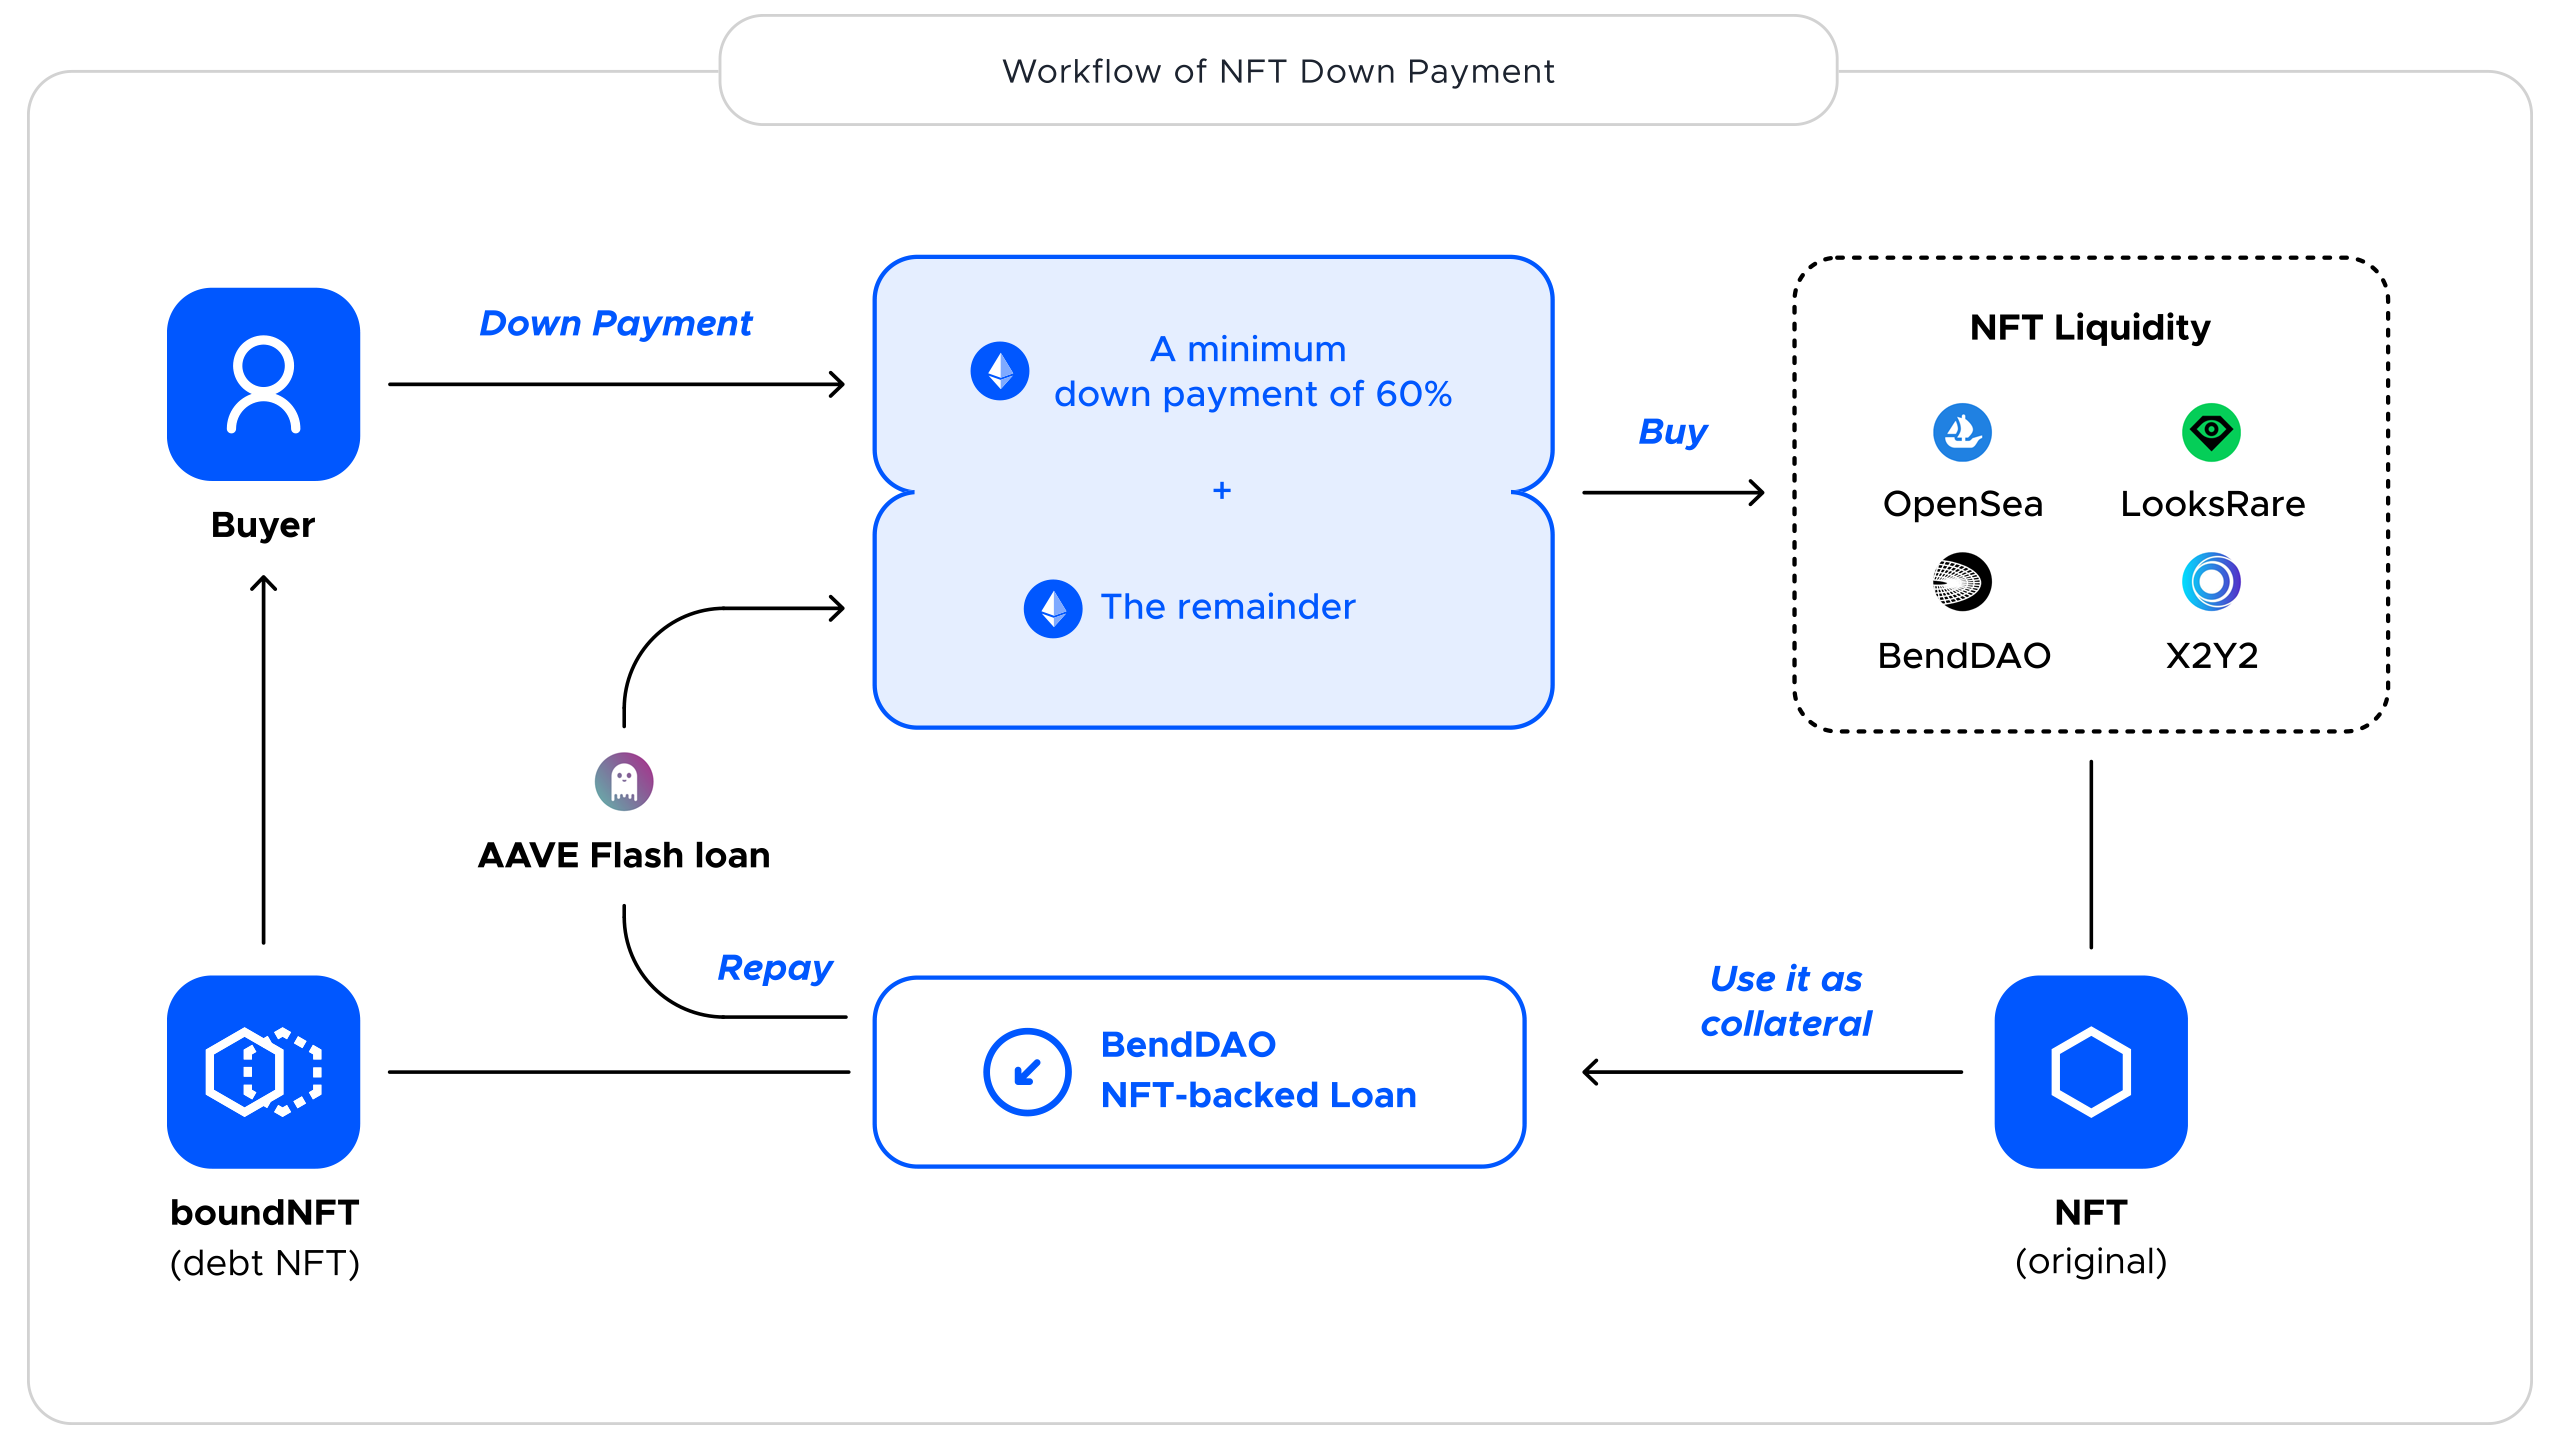 Workflow of NFT Down Payment
Down Payment
A minimum
down payment of 60%
+
The remainder
Buyer
Buy
NFT Liquidity
OpenSea
LooksRare
BendDAO
X2Y2
AAVE Flash loan
Repay
BendDAO
NFT-backed Loan
Use it as
collateral
boundNFT
(debt NFT)
NFT
(original)